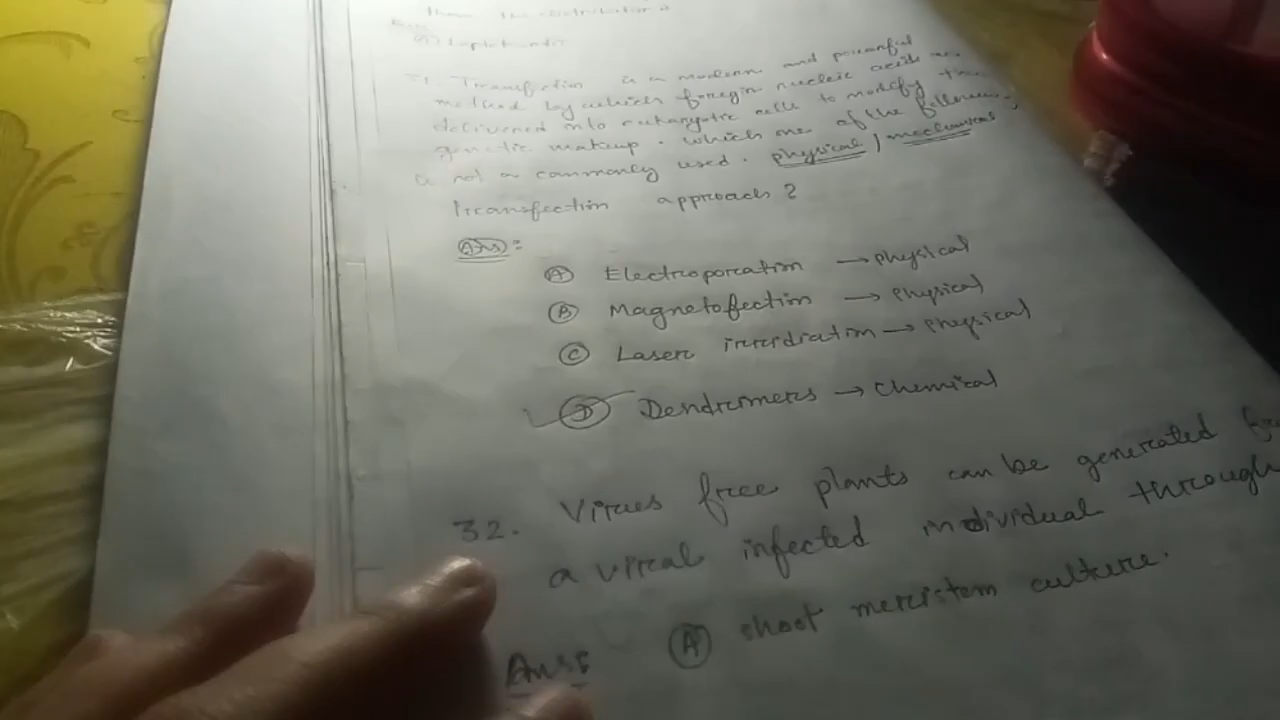 31. Transfection is a modern and powerful
method by which foregin nucleic acids are
delivered into eukaryotic cells to modify the
genetic makeup. Which one of the following
is not a commonly used. physical / mechanical
transfection approach?
Ans:
A Electroporation → physical
B Magnetofection → Physical
C Laser irridiation → Physical
D Dendrimers → Chemical
32. Virus free plants can be generated
a viral infected individual through
Ans: A shoot meristem culture.